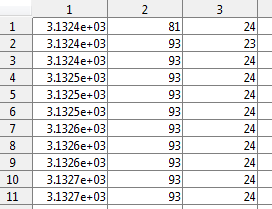 1 2 3
1 3.1324e+03 81 24
2 3.1324e+03 93 23
3 3.1324e+03 93 24
4 3.1325e+03 93 24
5 3.1325e+03 93 24
6 3.1325e+03 93 24
7 3.1326e+03 93 24
8 3.1326e+03 93 24
9 3.1326e+03 93 24
10 3.1327e+03 93 24
11 3.1327e+03 93 24